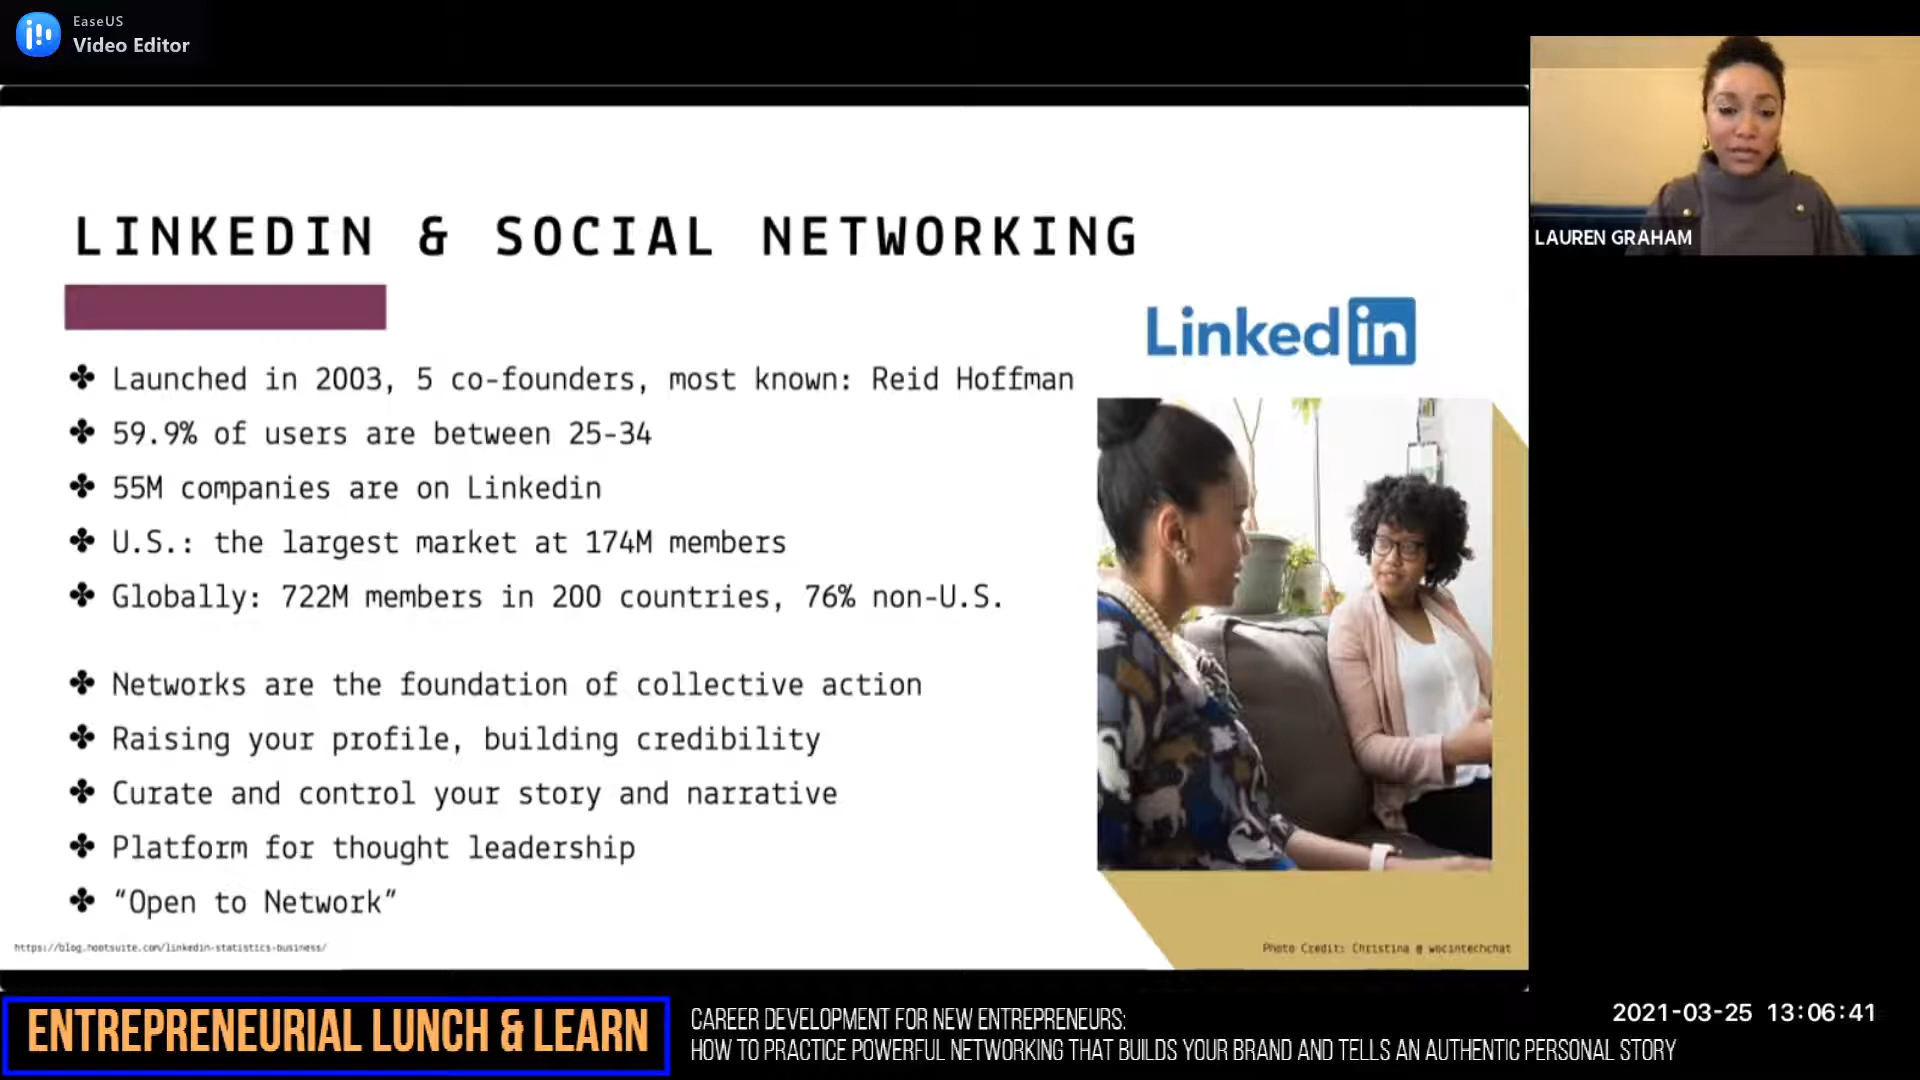 EaseUS
Video Editor
LINKEDIN & SOCIAL NETWORKING
Linkedin
Launched in 2003, 5 co-founders, most known: Reid Hoffman
59.9% of users are between 25-34
55M companies are on Linkedin
U.S.: the largest market at 174M members
Globally: 722M members in 200 countries, 76% non-U.S.
Networks are the foundation of collective action
Raising your profile, building credibility
Curate and control your story and narrative
Platform for thought leadership
“Open to Network”
https://blog.hootsuite.com/linkedin-statistics-business/
Photo Credit: Christina @ wocintechchat
LAUREN GRAHAM
ENTREPRENEURIAL LUNCH & LEARN
CAREER DEVELOPMENT FOR NEW ENTREPRENEURS:
HOW TO PRACTICE POWERFUL NETWORKING THAT BUILDS YOUR BRAND AND TELLS AN AUTHENTIC PERSONAL STORY
2021-03-25 13:06:41